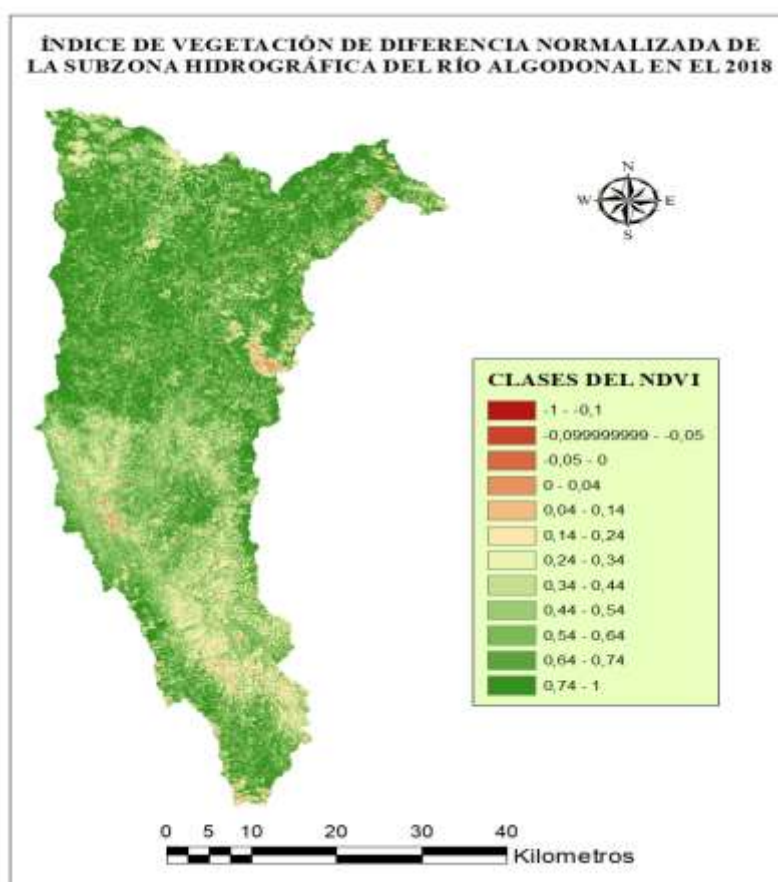 ÍNDICE DE VEGETACIÓN DE DIFERENCIA NORMALIZADA DE
LA SUBZONA HIDROGRÁFICA DEL RÍO ALGODONAL EN EL 2018
N
W E
S
CLASES DEL NDVI
-1 - -0,1
-0,099999999 - -0,05
-0,05 - 0
0 - 0,04
0,04 - 0,14
0,14 - 0,24
0,24 - 0,34
0,34 - 0,44
0,44 - 0,54
0,54 - 0,64
0,64 - 0,74
0,74 - 1
0 5 10 20 30 40
Kilometros